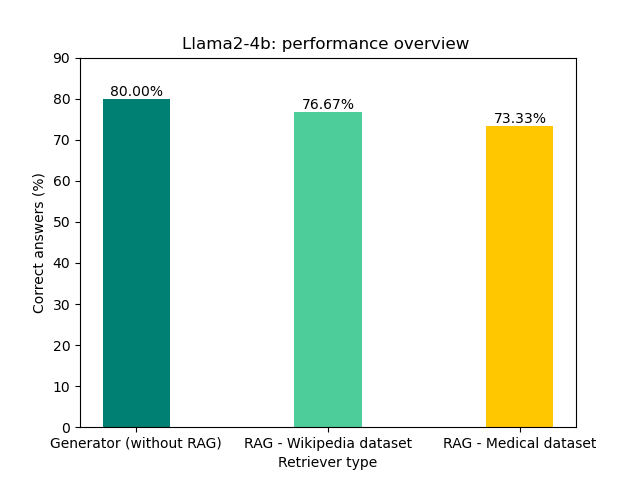 Llama2-4b: performance overview
Correct answers (%)
90
80
70
60
50
40
30
20
10
0
80.00%
76.67%
73.33%
Generator (without RAG)
RAG - Wikipedia dataset
RAG - Medical dataset
Retriever type